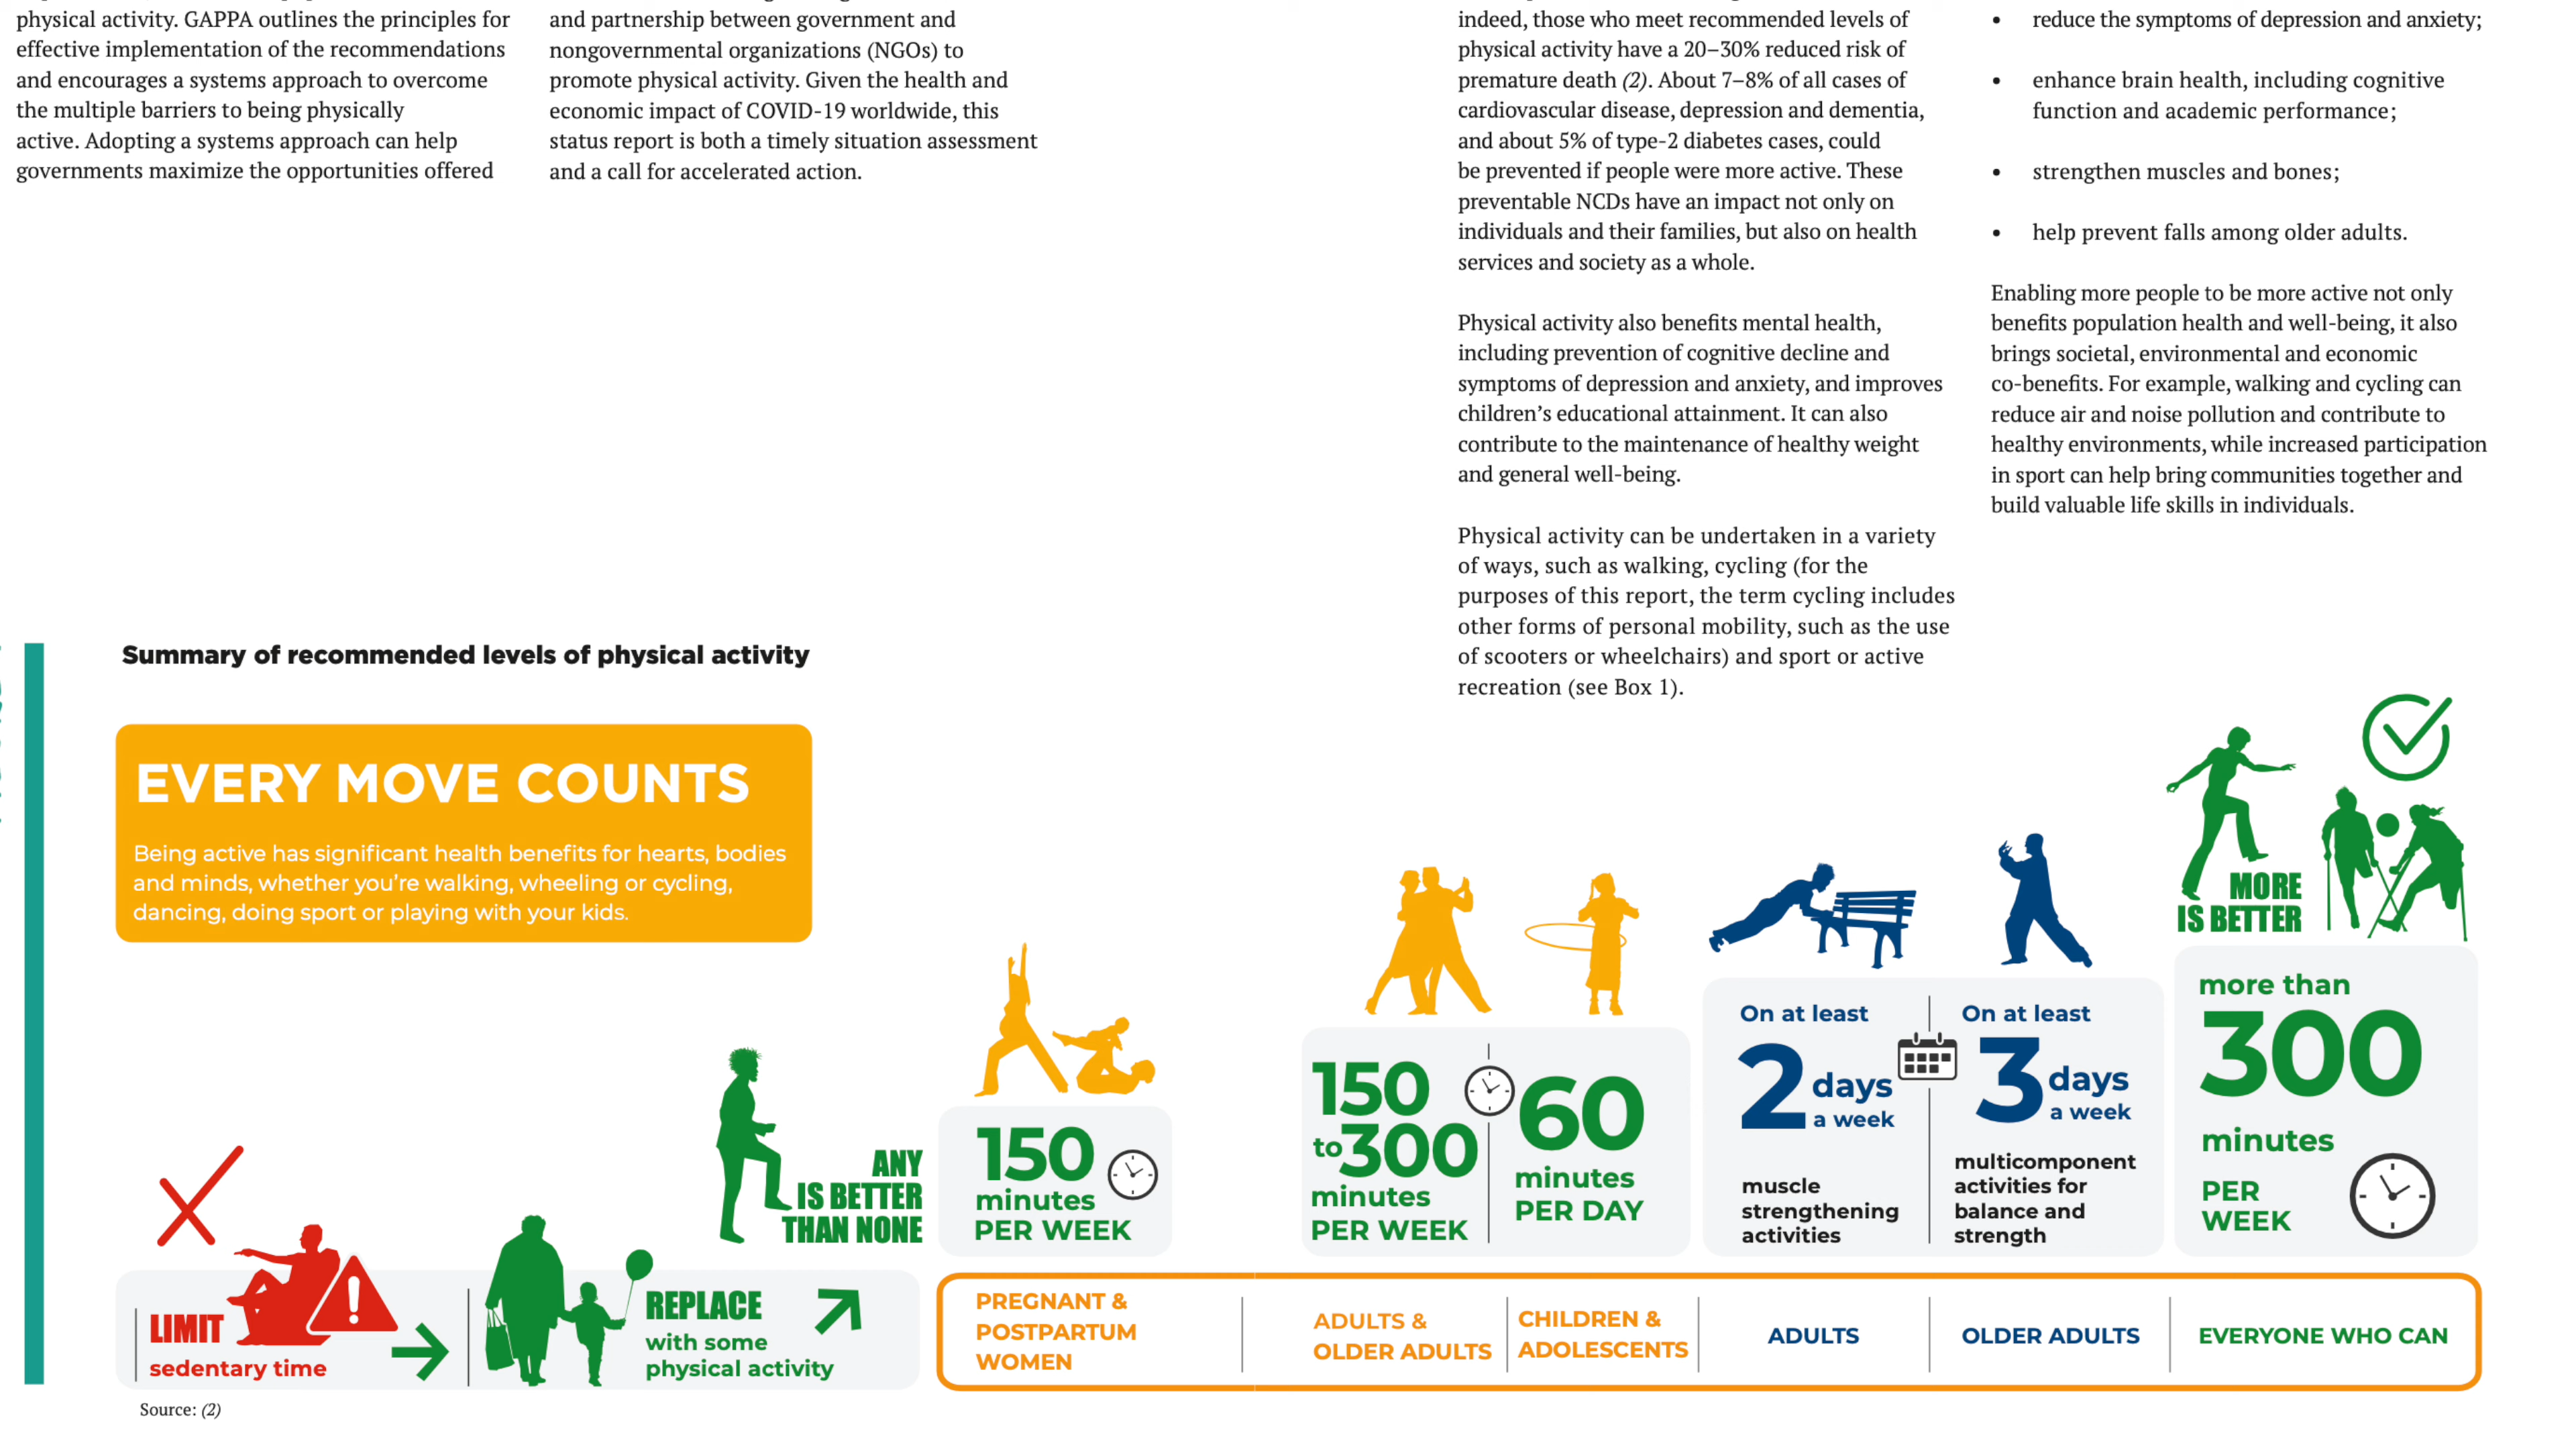 physical activity. GAPPA outlines the principles for
effective implementation of the recommendations
and encourages a systems approach to overcome
the multiple barriers to being physically
active. Adopting a systems approach can help
governments maximize the opportunities offered
and partnership between government and
nongovernmental organizations (NGOs) to
promote physical activity. Given the health and
economic impact of COVID-19 worldwide, this
status report is both a timely situation assessment
and a call for accelerated action.
indeed, those who meet recommended levels of
physical activity have a 20–30% reduced risk of
premature death (2). About 7–8% of all cases of
cardiovascular disease, depression and dementia,
and about 5% of type-2 diabetes cases, could
be prevented if people were more active. These
preventable NCDs have an impact not only on
individuals and their families, but also on health
services and society as a whole.
Physical activity also benefits mental health,
including prevention of cognitive decline and
symptoms of depression and anxiety, and improves
children's educational attainment. It can also
contribute to the maintenance of healthy weight
and general well-being.
Physical activity can be undertaken in a variety
of ways, such as walking, cycling (for the
purposes of this report, the term cycling includes
other forms of personal mobility, such as the use
of scooters or wheelchairs) and sport or active
recreation (see Box 1).
• reduce the symptoms of depression and anxiety;
• enhance brain health, including cognitive
function and academic performance;
• strengthen muscles and bones;
• help prevent falls among older adults.
Enabling more people to be more active not only
benefits population health and well-being, it also
brings societal, environmental and economic
co-benefits. For example, walking and cycling can
reduce air and noise pollution and contribute to
healthy environments, while increased participation
in sport can help bring communities together and
build valuable life skills in individuals.
Summary of recommended levels of physical activity
EVERY MOVE COUNTS
Being active has significant health benefits for hearts, bodies
and minds, whether you're walking, wheeling or cycling,
dancing, doing sport or playing with your kids.
LIMIT
sedentary time
REPLACE
with some
physical activity
ANY
IS BETTER
THAN NONE
150
minutes
PER WEEK
PREGNANT &
POSTPARTUM
WOMEN
150
to 300
minutes
PER WEEK
ADULTS &
OLDER ADULTS
60
minutes
PER DAY
CHILDREN &
ADOLESCENTS
On at least
2 days
a week
muscle
strengthening
activities
ADULTS
On at least
3 days
a week
multicomponent
activities for
balance and
strength
OLDER ADULTS
MORE
IS BETTER
more than
300
minutes
PER
WEEK
EVERYONE WHO CAN
Source: (2)